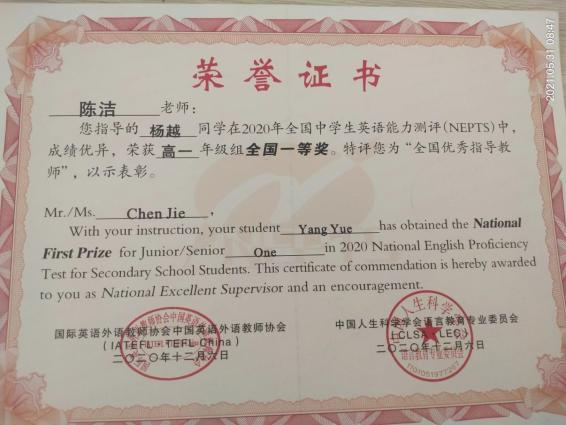 2021.05.31 08:47
荣誉证书
陈洁 老师：
您指导的 杨越 同学在2020年全国中学生英语能力测评(NEPTS)中，
成绩优异，荣获 高一 年级组全国一等奖。特评您为“全国优秀指导教
师”，以示表彰。
Mr./Ms. Chen Jie ,
With your instruction, your student Yang Yue has obtained the National
First Prize for Junior/Senior One in 2020 National English Proficiency
Test for Secondary School Students. This certificate of commendation is hereby awarded
to you as National Excellent Supervisor and an encouragement.
国际英语外语教师协会中国英语外语教师协会
(IATEFL TEFL China)
二〇二〇年十二月六日
中国人生科学学会语言教育专业委员会
(CLSA LEC)
二〇二〇年十二月六日
语言教育专业委员会